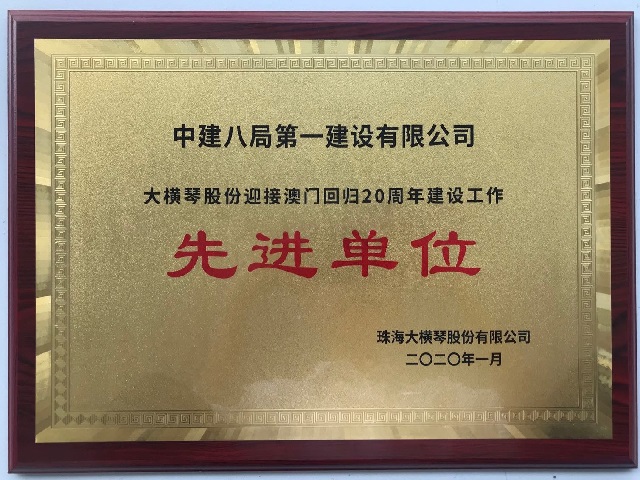 中建八局第一建设有限公司
大横琴股份迎接澳门回归20周年建设工作
先进单位
珠海大横琴股份有限公司
二〇二〇年一月